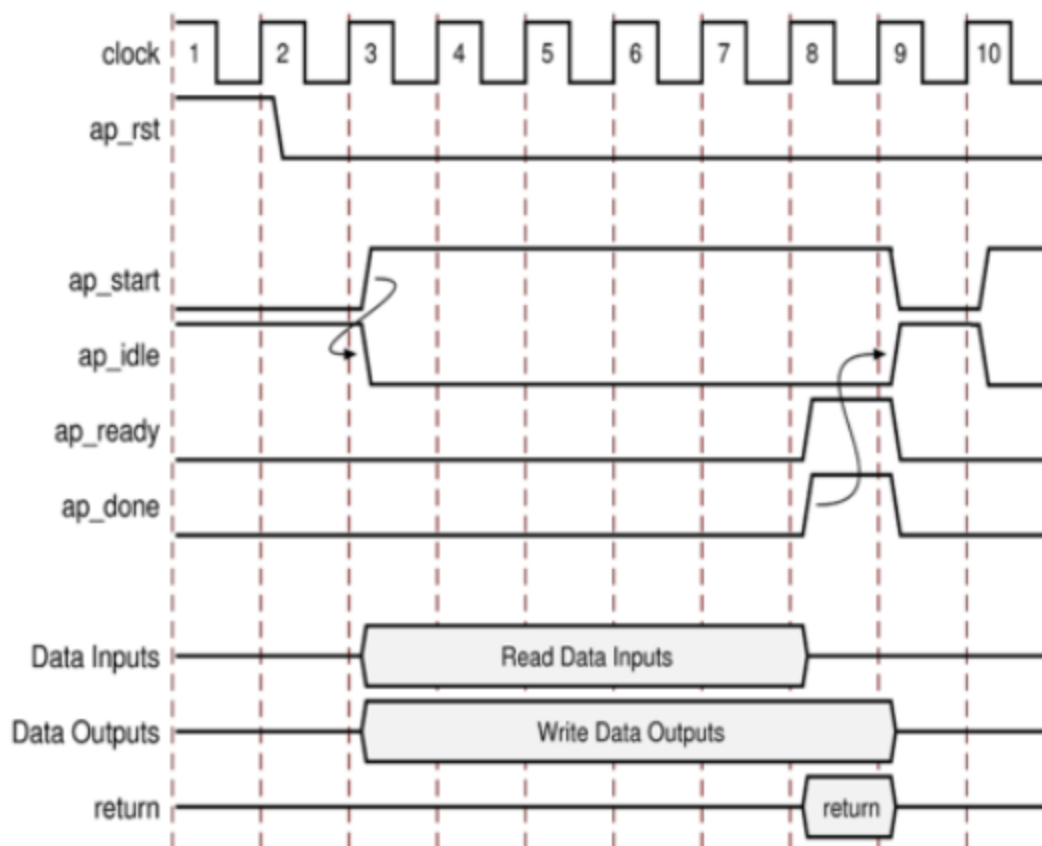 clock 1 2 3 4 5 6 7 8 9 10
ap_rst
ap_start
ap_idle
ap_ready
ap_done
Data Inputs Read Data Inputs
Data Outputs Write Data Outputs
return return